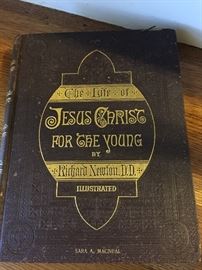 The Life of
JESUS CHRIST
FOR THE YOUNG
BY
Richard Newton, D.D.
ILLUSTRATED
SARA A. MACNEAL